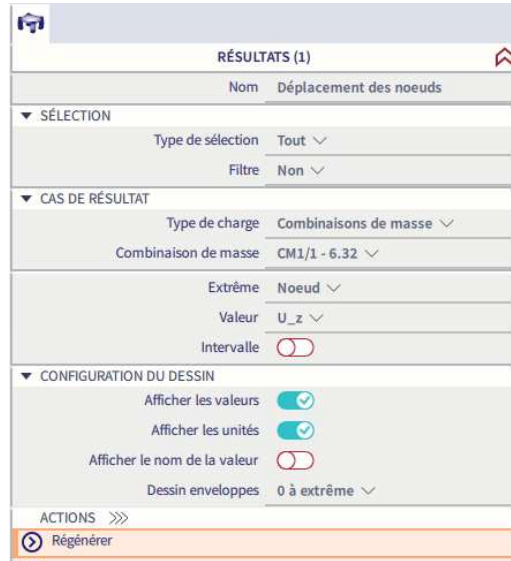 RÉSULTATS (1)
Nom Déplacement des noeuds
SÉLECTION
Type de sélection Tout
Filtre Non
CAS DE RÉSULTAT
Type de charge Combinaisons de masse
Combinaison de masse CM1/1 - 6.32
Extrême Noeud
Valeur U_z
Intervalle
CONFIGURATION DU DESSIN
Afficher les valeurs
Afficher les unités
Afficher le nom de la valeur
Dessin enveloppes 0 à extrême
ACTIONS >>>
Régénérer